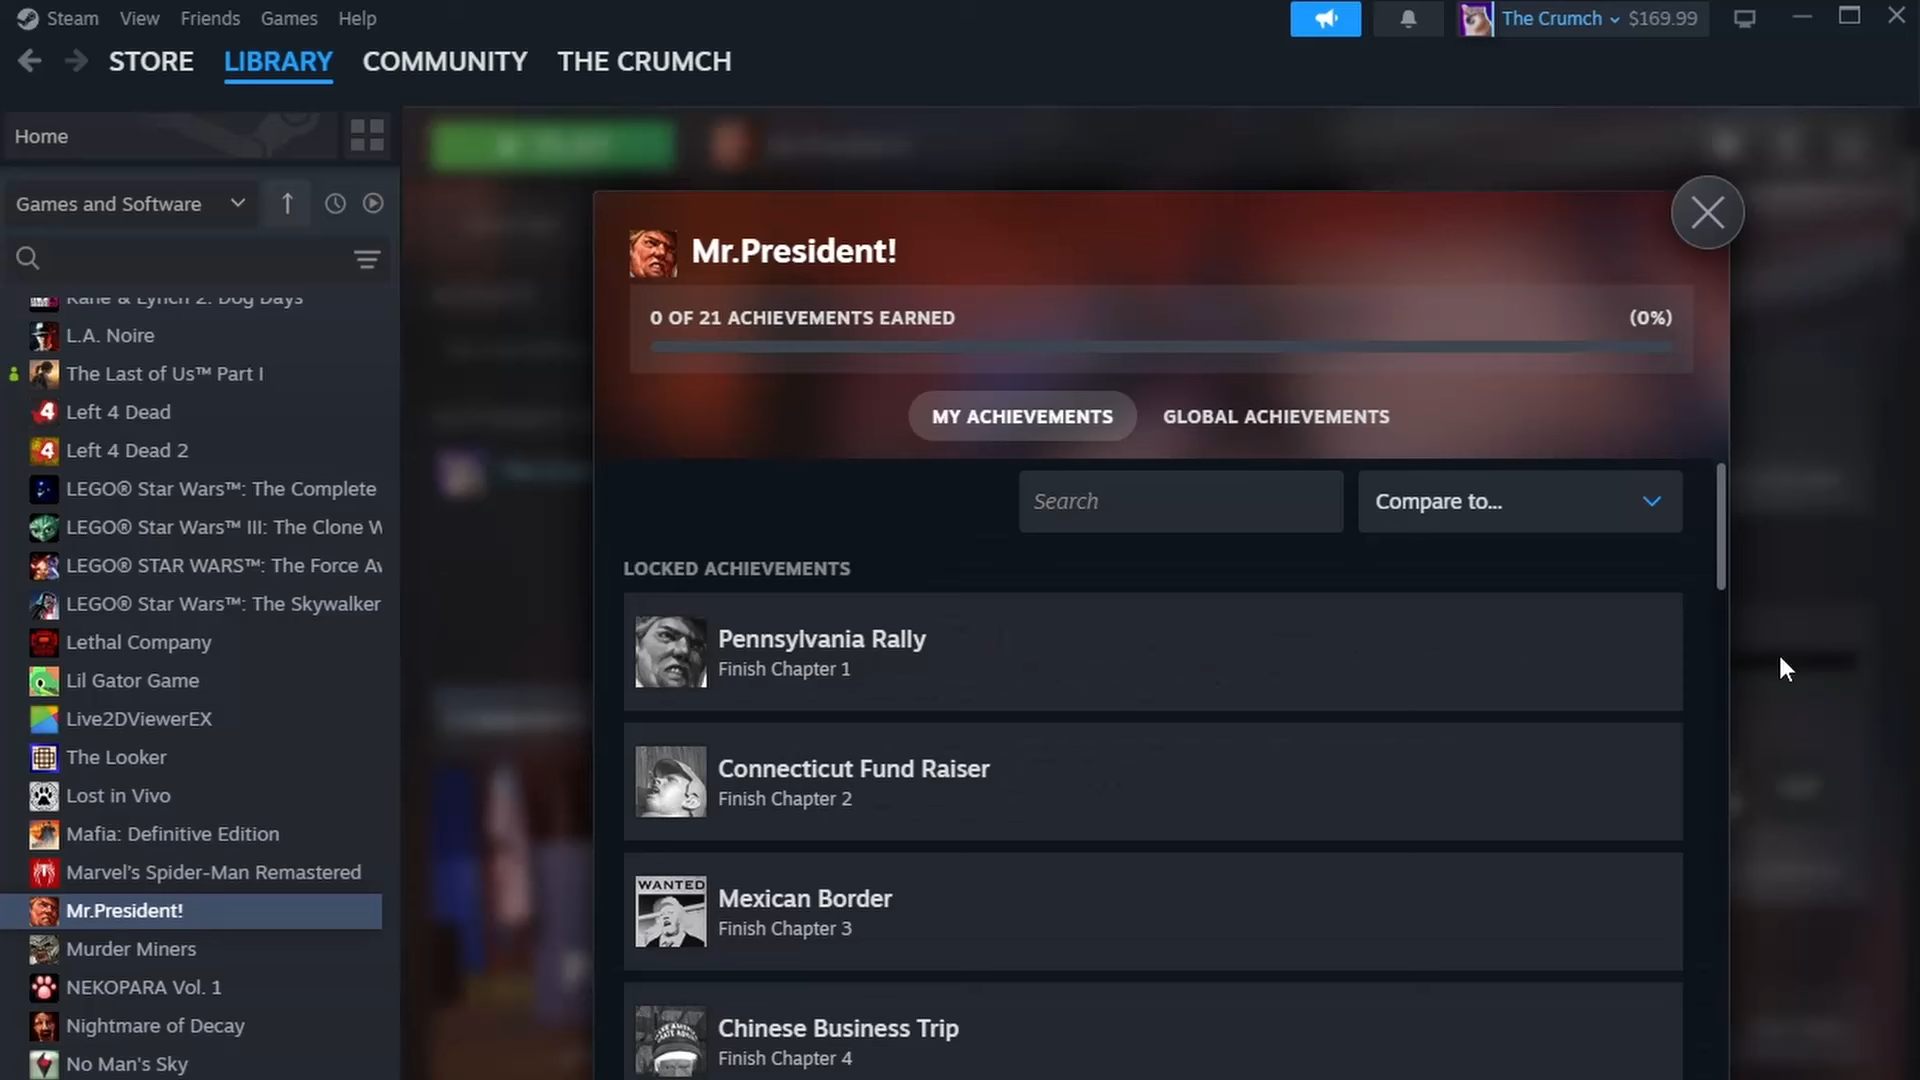 Steam View Friends Games Help
The Crumch $169.99
STORE LIBRARY COMMUNITY THE CRUMCH
Home
Games and Software
Kane & Lynch 2: Dog Days
L.A. Noire
The Last of Us™ Part I
Left 4 Dead
Left 4 Dead 2
LEGO® Star Wars™: The Complete
LEGO® Star Wars™ III: The Clone W
LEGO® STAR WARS™: The Force Av
LEGO® Star Wars™: The Skywalker
Lethal Company
Lil Gator Game
Live2DViewerEX
The Looker
Lost in Vivo
Mafia: Definitive Edition
Marvel's Spider-Man Remastered
Mr.President!
Murder Miners
NEKOPARA Vol. 1
Nightmare of Decay
No Man's Sky
Mr.President!
0 OF 21 ACHIEVEMENTS EARNED (0%)
MY ACHIEVEMENTS GLOBAL ACHIEVEMENTS
Search Compare to...
LOCKED ACHIEVEMENTS
Pennsylvania Rally
Finish Chapter 1
Connecticut Fund Raiser
Finish Chapter 2
WANTED
Mexican Border
Finish Chapter 3
Chinese Business Trip
Finish Chapter 4